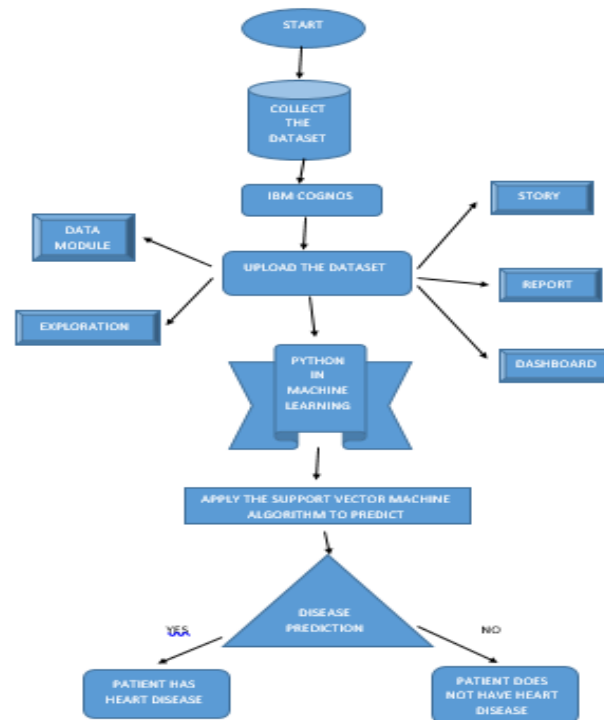 START
COLLECT
THE
DATASET
IBM COGNOS
STORY
DATA
MODULE
UPLOAD THE DATASET
REPORT
EXPLORATION
DASHBOARD
PYTHON
IN
MACHINE
LEARNING
APPLY THE SUPPORT VECTOR MACHINE
ALGORITHM TO PREDICT
DISEASE
PREDICTION
YES
NO
PATIENT HAS
HEART DISEASE
PATIENT DOES
NOT HAVE HEART
DISEASE